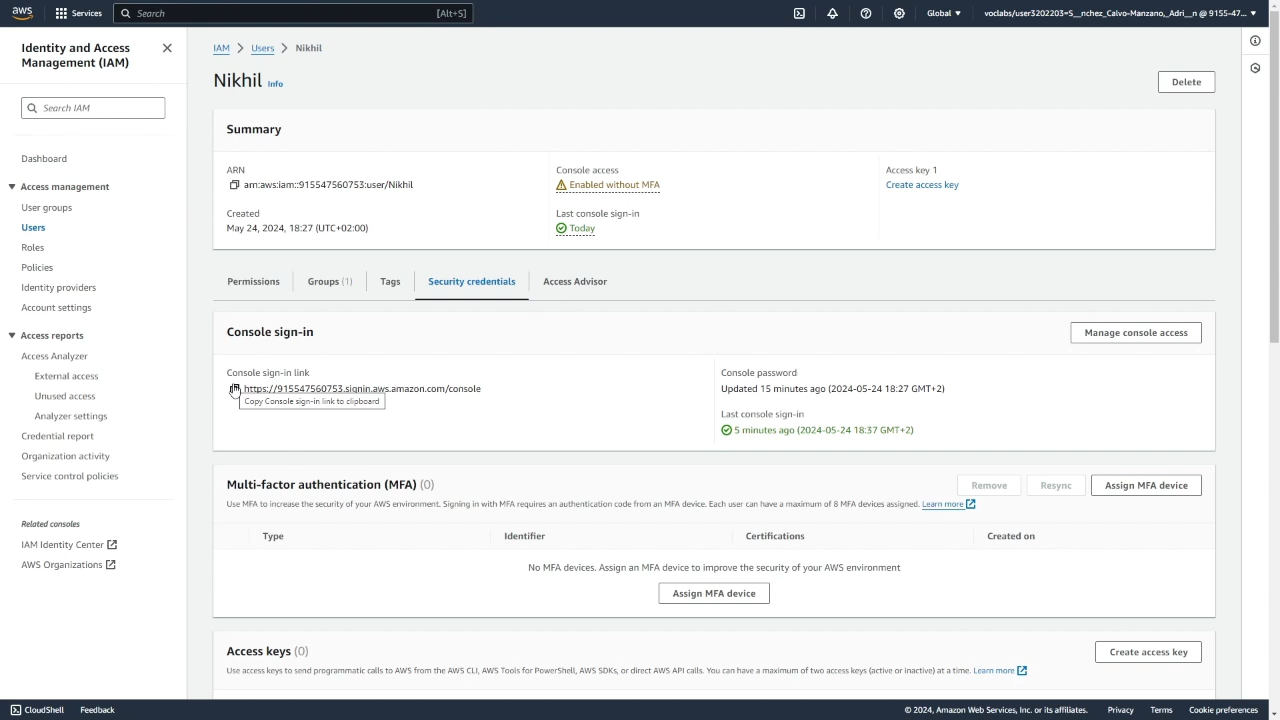 aws
Services
Search
[Alt+S]
Global
voclabs/user3202203=S__nchez_Calvo-Manzano,_Adri__n @ 9155-47...
Identity and Access Management (IAM)
Search IAM
Dashboard
Access management
User groups
Users
Roles
Policies
Identity providers
Account settings
Access reports
Access Analyzer
External access
Unused access
Analyzer settings
Credential report
Organization activity
Service control policies
Related consoles
IAM Identity Center
AWS Organizations
IAM > Users > Nikhil
Nikhil Info
Delete
Summary
ARN
arn:aws:iam::915547560753:user/Nikhil
Created
May 24, 2024, 18:27 (UTC+02:00)
Console access
Enabled without MFA
Last console sign-in
Today
Access key 1
Create access key
Permissions
Groups (1)
Tags
Security credentials
Access Advisor
Console sign-in
Manage console access
Console sign-in link
https://915547560753.signin.aws.amazon.com/console
Copy Console sign-in link to clipboard
Console password
Updated 15 minutes ago (2024-05-24 18:27 GMT+2)
Last console sign-in
5 minutes ago (2024-05-24 18:37 GMT+2)
Multi-factor authentication (MFA) (0)
Use MFA to increase the security of your AWS environment. Signing in with MFA requires an authentication code from an MFA device. Each user can have a maximum of 8 MFA devices assigned. Learn more
Remove
Resync
Assign MFA device
Type
Identifier
Certifications
Created on
No MFA devices. Assign an MFA device to improve the security of your AWS environment
Assign MFA device
Access keys (0)
Use access keys to send programmatic calls to AWS from the AWS CLI, AWS Tools for PowerShell, AWS SDKs, or direct AWS API calls. You can have a maximum of two access keys (active or inactive) at a time. Learn more
Create access key
CloudShell
Feedback
© 2024, Amazon Web Services, Inc. or its affiliates.
Privacy
Terms
Cookie preferences